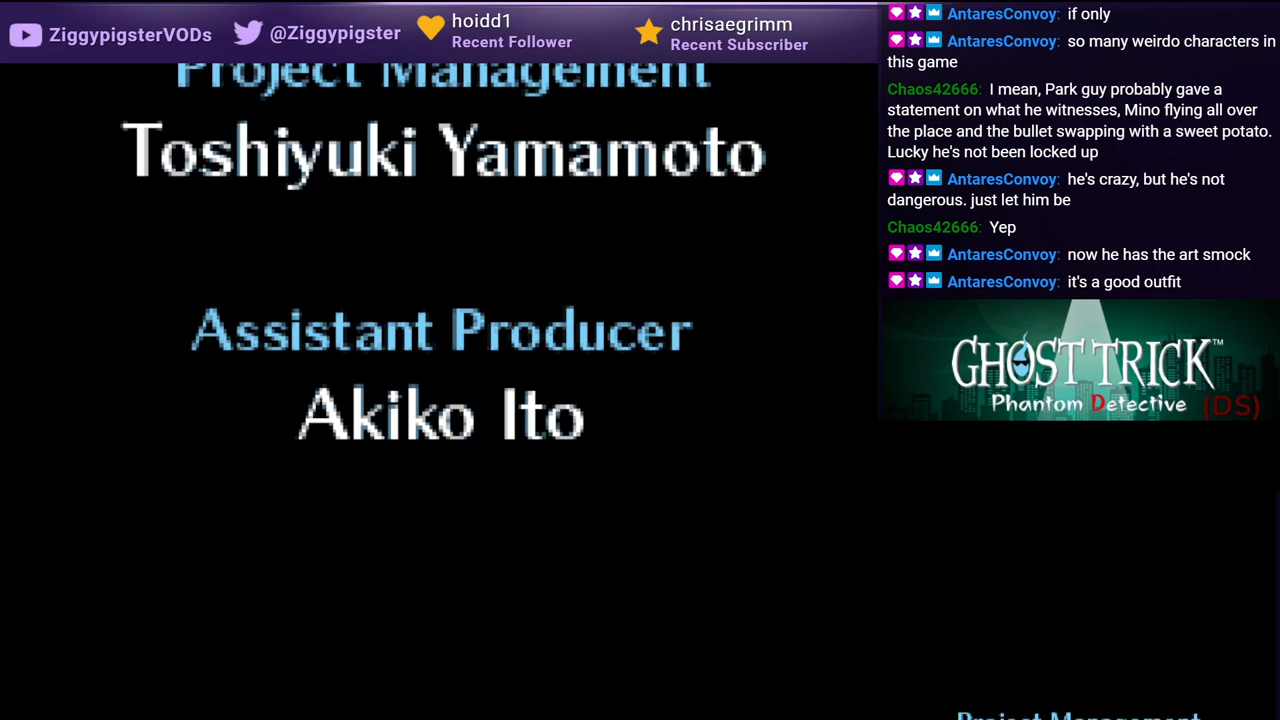 ZiggypigsterVODs
@Ziggypigster
hoidd1
Recent Follower
chrisaegrimm
Recent Subscriber
Project Management
Toshiyuki Yamamoto
Assistant Producer
Akiko Ito
AntaresConvoy: if only
AntaresConvoy: so many weirdo characters in
this game
Chaos42666: I mean, Park guy probably gave a
statement on what he witnesses, Mino flying all over
the place and the bullet swapping with a sweet potato.
Lucky he's not been locked up
AntaresConvoy: he's crazy, but he's not
dangerous. just let him be
Chaos42666: Yep
AntaresConvoy: now he has the art smock
AntaresConvoy: it's a good outfit
GHOST TRICK™
Phantom Detective (DS)
Project Management